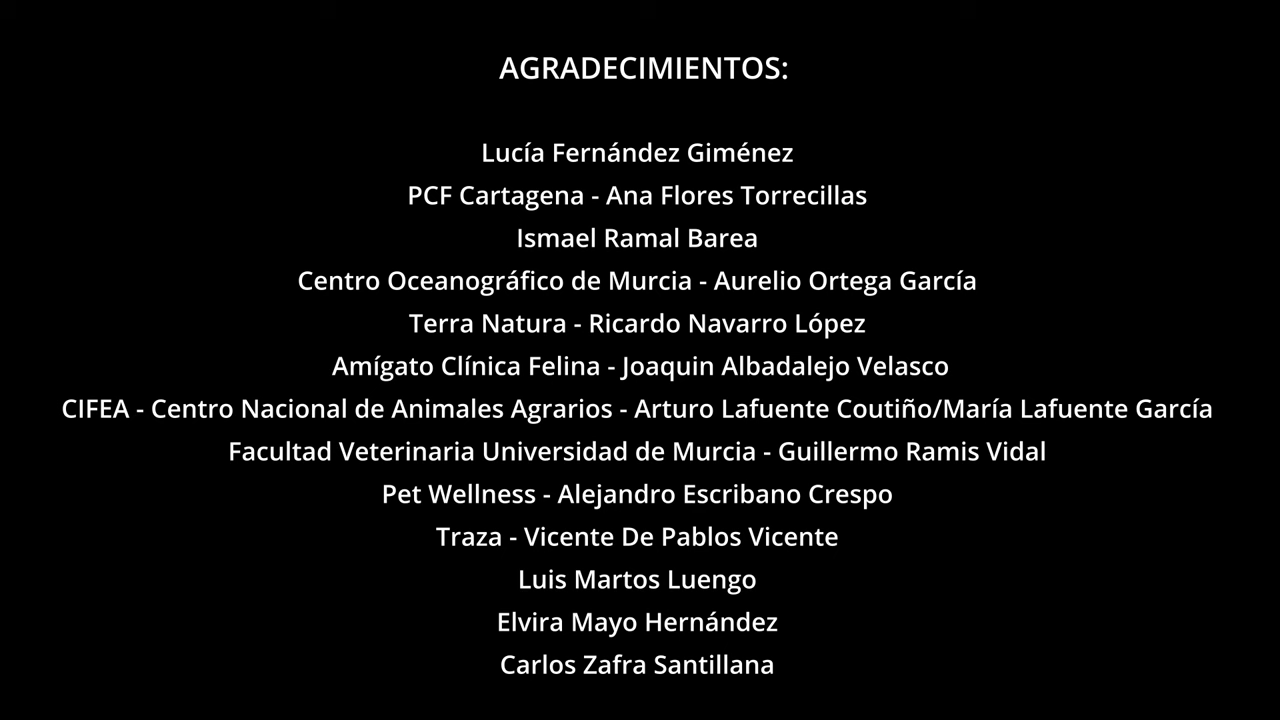 AGRADECIMIENTOS:
Lucía Fernández Giménez
PCF Cartagena - Ana Flores Torrecillas
Ismael Ramal Barea
Centro Oceanográfico de Murcia - Aurelio Ortega García
Terra Natura - Ricardo Navarro López
Amígato Clínica Felina - Joaquin Albadalejo Velasco
CIFEA - Centro Nacional de Animales Agrarios - Arturo Lafuente Coutiño/María Lafuente García
Facultad Veterinaria Universidad de Murcia - Guillermo Ramis Vidal
Pet Wellness - Alejandro Escribano Crespo
Traza - Vicente De Pablos Vicente
Luis Martos Luengo
Elvira Mayo Hernández
Carlos Zafra Santillana